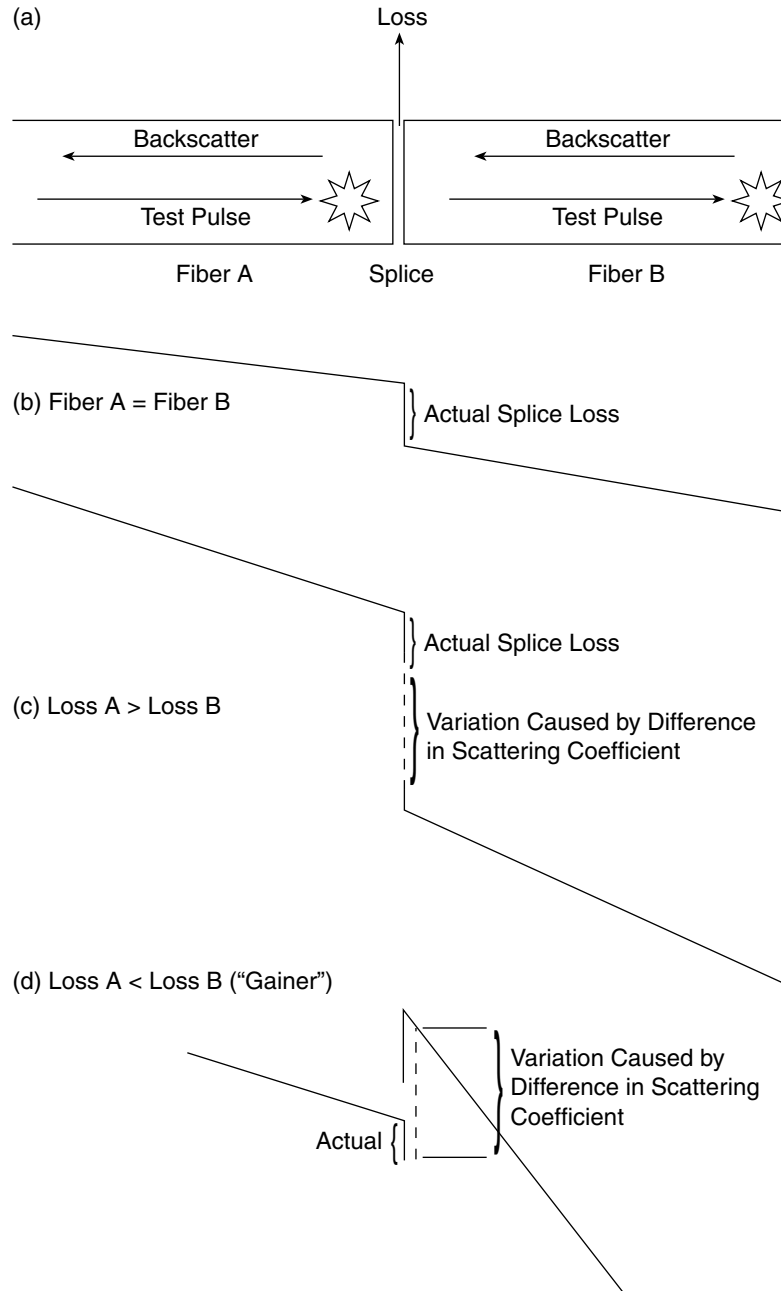 (a)
Loss
Backscatter
Backscatter
Test Pulse
Test Pulse
Fiber A
Splice
Fiber B
(b) Fiber A = Fiber B
Actual Splice Loss
Actual Splice Loss
(c) Loss A > Loss B
Variation Caused by Difference
in Scattering Coefficient
(d) Loss A < Loss B (“Gainer”)
Variation Caused by
Difference in Scattering
Coefficient
Actual